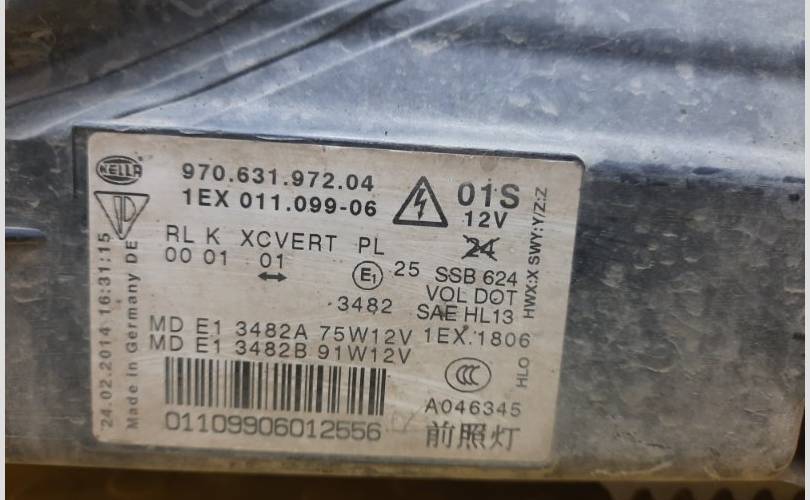 HELLA
970.631.972.04
1EX 011.099-06
01S
12V
24
RL K XCVERT PL
00 01 01
E1 25
3482
SSB 624
VOL DOT
SAE HL13
MD E1 3482A 75W12V 1EX.1806
MD E1 3482B 91W12V
CCC
A046345
01109906012556
前照灯
24.02.2014 16:31:15
Made in Germany DE
HWX:X SWY:Y/Z:Z
HLO